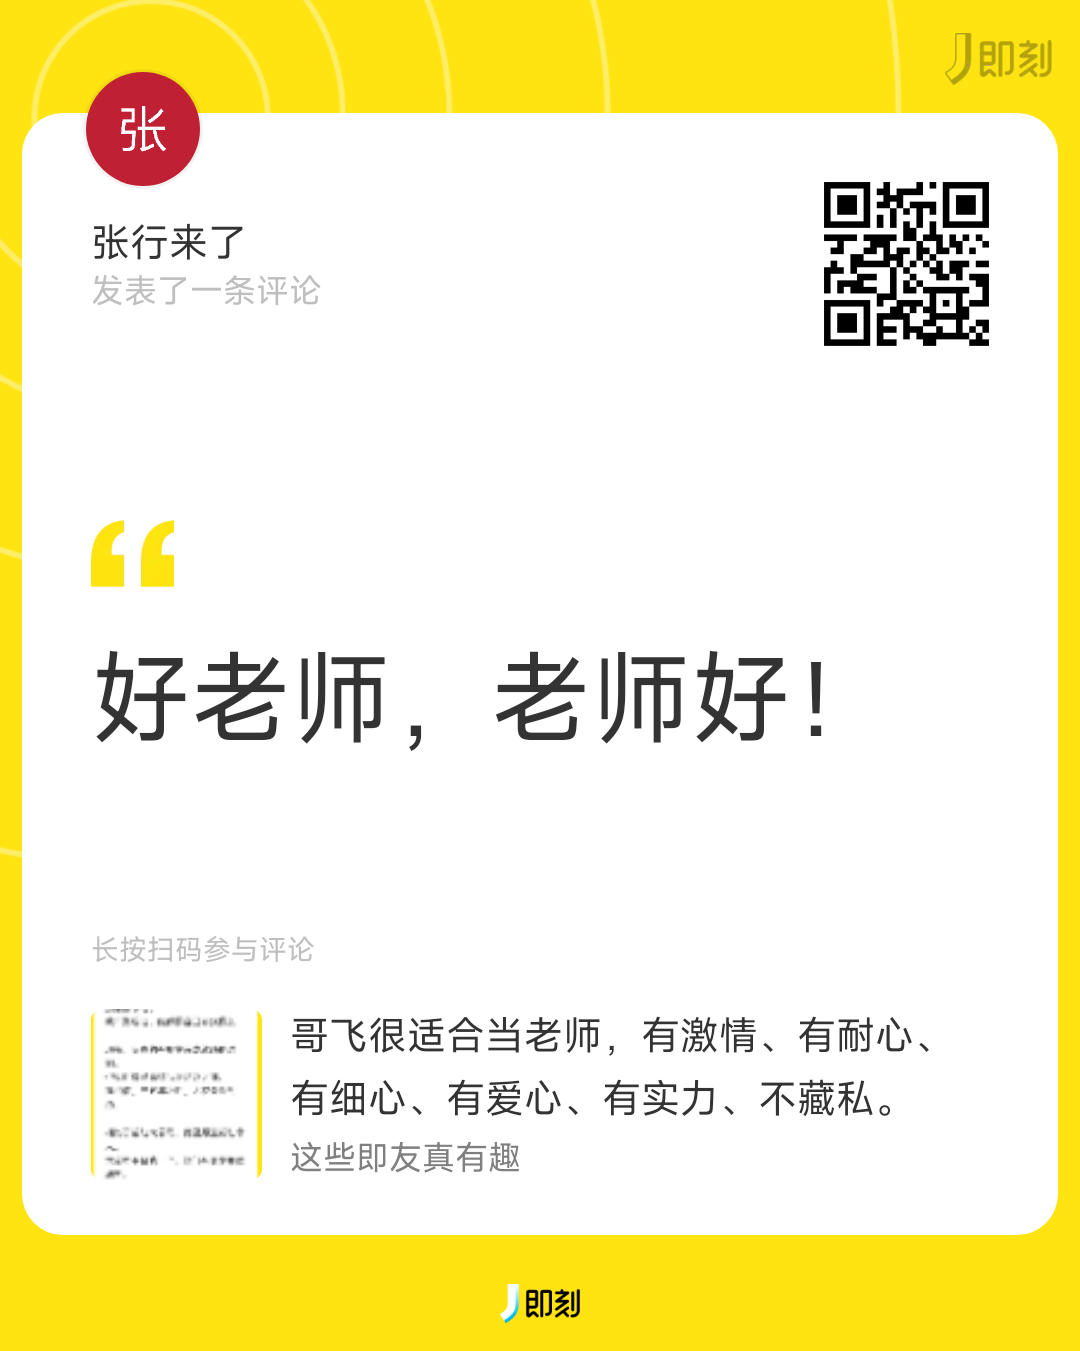 即刻
张
张行来了
发表了一条评论
好老师，老师好！
长按扫码参与评论
哥飞很适合当老师，有激情、有耐心、
有细心、有爱心、有实力、不藏私。
这些即友真有趣
即刻